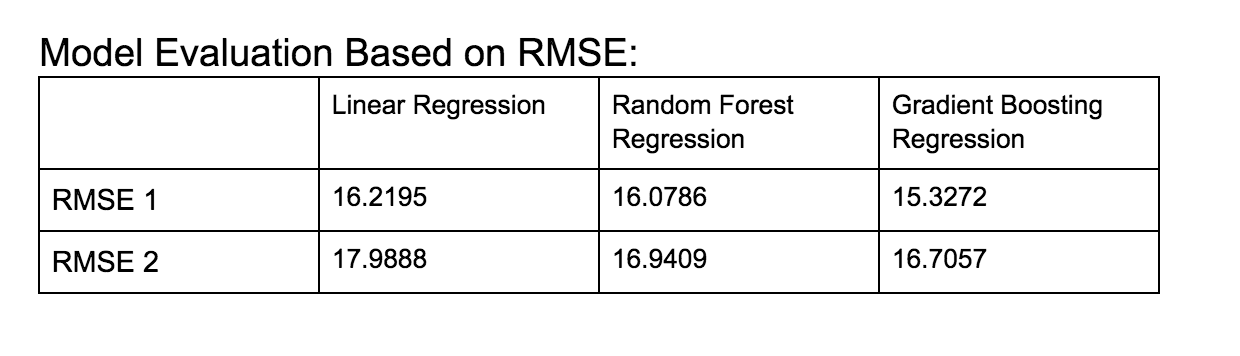 Model Evaluation Based on RMSE:
Linear Regression
Random Forest
Regression
Gradient Boosting
Regression
RMSE 1
16.2195
16.0786
15.3272
RMSE 2
17.9888
16.9409
16.7057